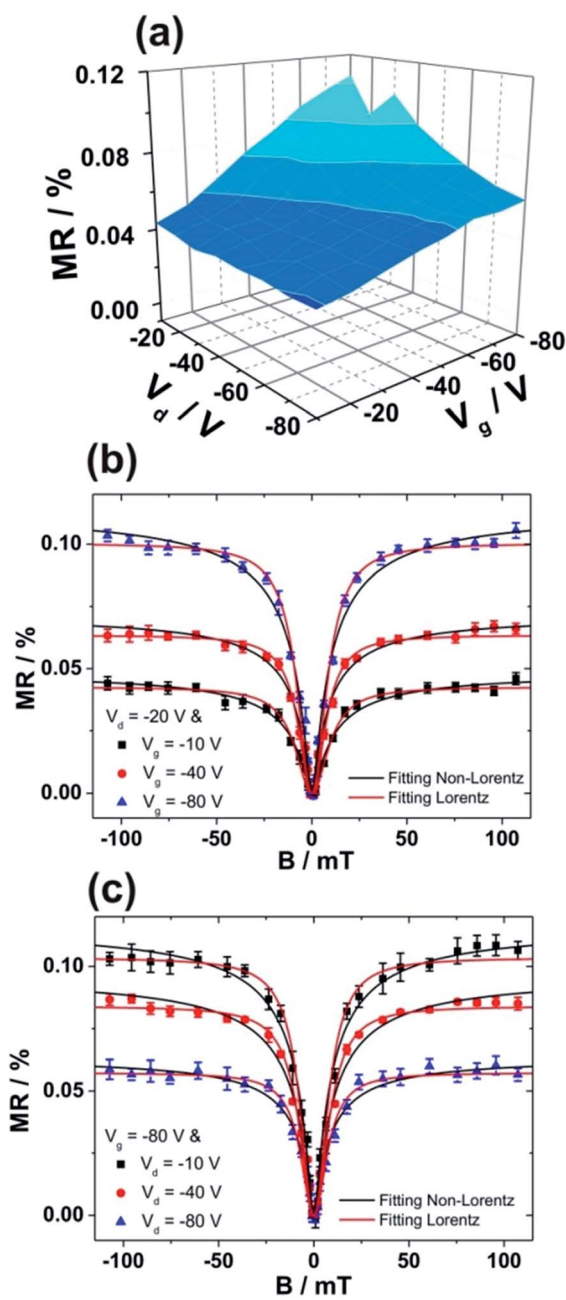 (a)
0.12
0.08
0.04
0.00
MR / %
-20
-40
-60
-80
V_d / V
-20
-40
-60
-80
V_g / V
(b)
0.10
0.05
0.00
MR / %
V_d = -20 V &
V_g = -10 V
V_g = -40 V
V_g = -80 V
Fitting Non-Lorentz
Fitting Lorentz
-100 -50 0 50 100
B / mT
(c)
0.10
0.05
0.00
MR / %
V_g = -80 V &
V_d = -10 V
V_d = -40 V
V_d = -80 V
Fitting Non-Lorentz
Fitting Lorentz
-100 -50 0 50 100
B / mT